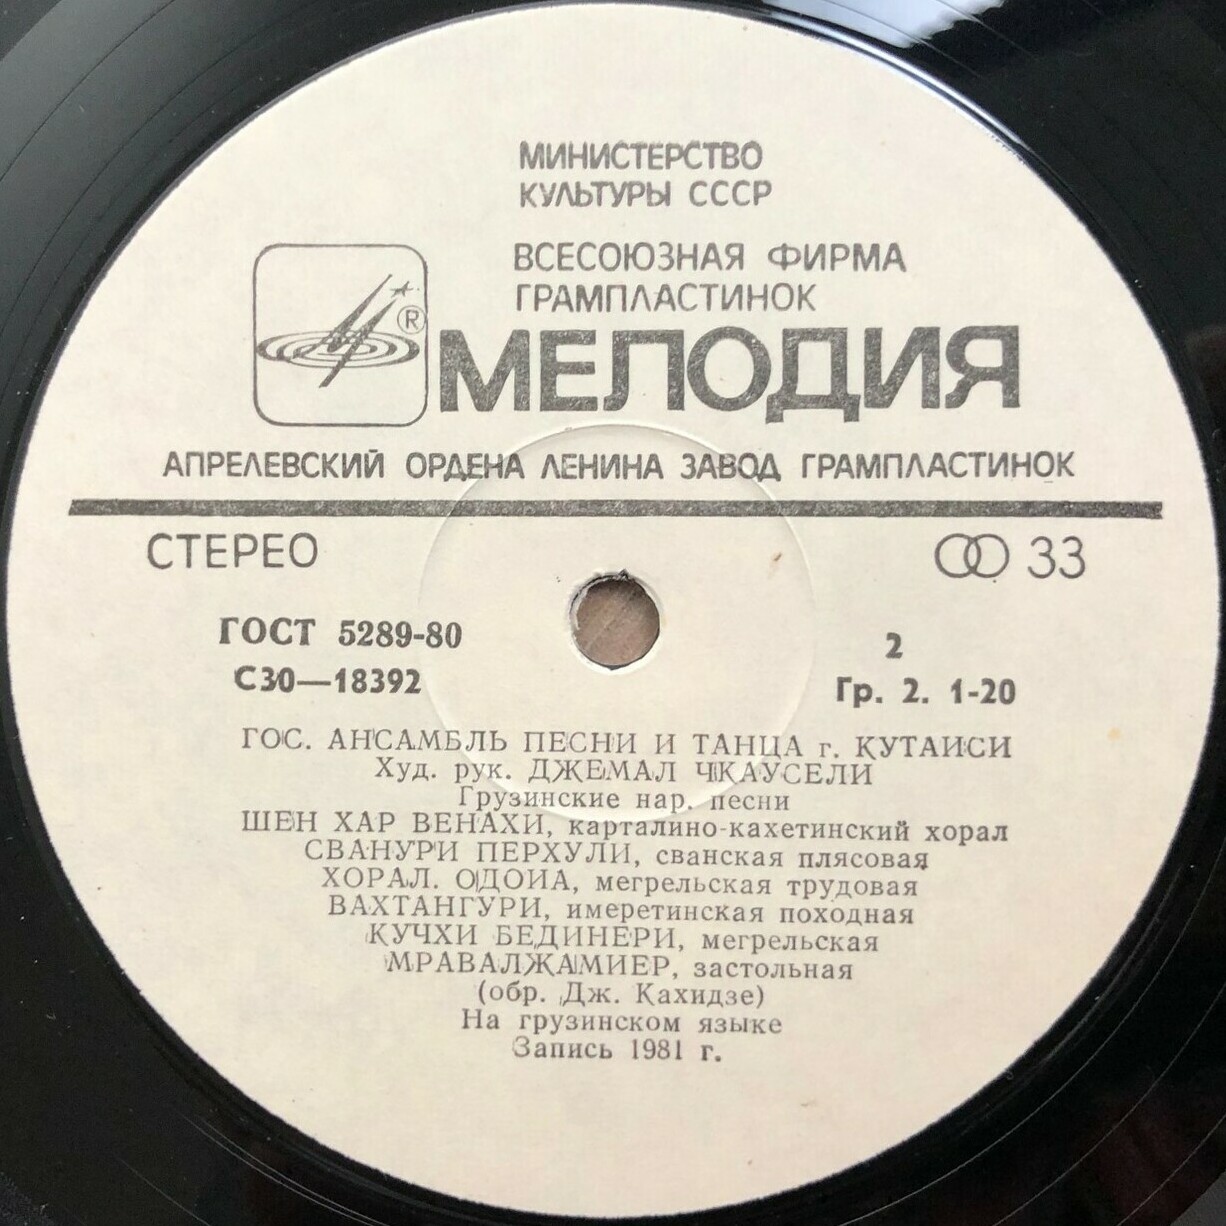 МИНИСТЕРСТВО
КУЛЬТУРЫ СССР
ВСЕСОЮЗНАЯ ФИРМА
ГРАМПЛАСТИНОК
®
МЕЛОДИЯ
АПРЕЛЕВСКИЙ ОРДЕНА ЛЕНИНА ЗАВОД ГРАМПЛАСТИНОК
СТЕРЕО 33
ГОСТ 5289-80 2
С30—18392 Гр. 2. 1-20
ГОС. АНСАМБЛЬ ПЕСНИ И ТАНЦА г. КУТАИСИ
Худ. рук. ДЖЕМАЛ ЧКАУСЕЛИ
Грузинские нар. песни
ШЕН ХАР ВЕНАХИ, карталино-кахетинский хорал
СВАНУРИ ПЕРХУЛИ, сванская плясовая
ХОРАЛ. ОДОИА, мегрельская трудовая
ВАХТАНГУРИ, имеретинская походная
КУЧХИ БЕДИНЕРИ, мегрельская
МРАВАЛЖАМИЕР, застольная
(обр. Дж. Кахидзе)
На грузинском языке
Запись 1981 г.